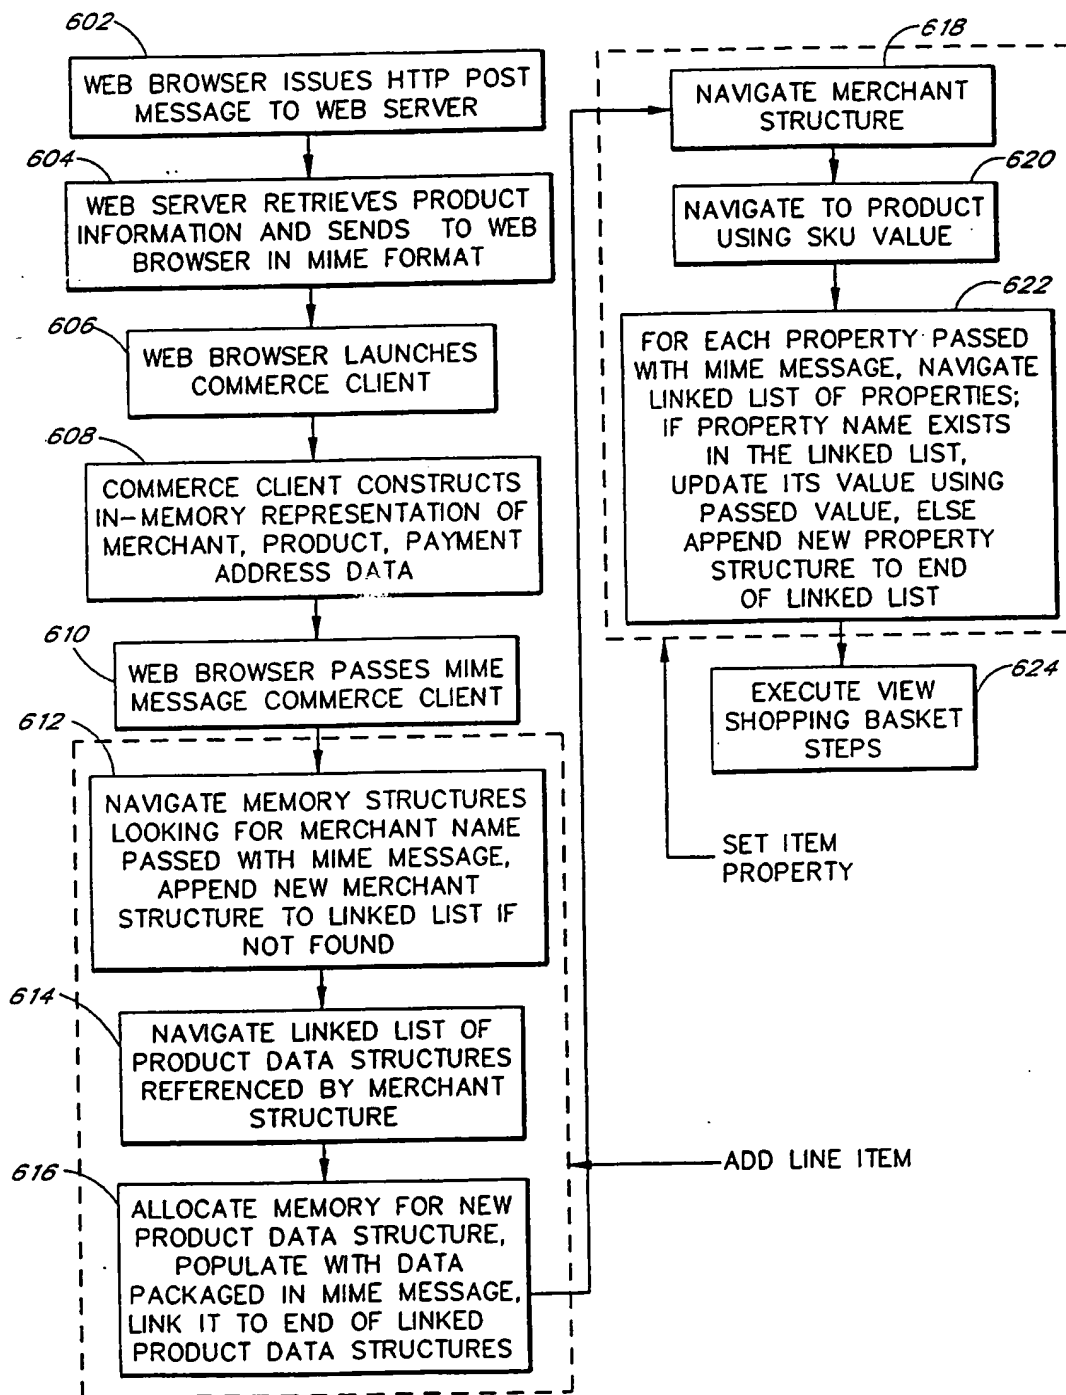 602
WEB BROWSER ISSUES HTTP POST
MESSAGE TO WEB SERVER
604
WEB SERVER RETRIEVES PRODUCT
INFORMATION AND SENDS TO WEB
BROWSER IN MIME FORMAT
606
WEB BROWSER LAUNCHES
COMMERCE CLIENT
608
COMMERCE CLIENT CONSTRUCTS
IN-MEMORY REPRESENTATION OF
MERCHANT, PRODUCT, PAYMENT
ADDRESS DATA
610
WEB BROWSER PASSES MIME
MESSAGE COMMERCE CLIENT
612
NAVIGATE MEMORY STRUCTURES
LOOKING FOR MERCHANT NAME
PASSED WITH MIME MESSAGE,
APPEND NEW MERCHANT
STRUCTURE TO LINKED LIST IF
NOT FOUND
614
NAVIGATE LINKED LIST OF
PRODUCT DATA STRUCTURES
REFERENCED BY MERCHANT
STRUCTURE
616
ALLOCATE MEMORY FOR NEW
PRODUCT DATA STRUCTURE,
POPULATE WITH DATA
PACKAGED IN MIME MESSAGE,
LINK IT TO END OF LINKED
PRODUCT DATA STRUCTURES
ADD LINE ITEM
618
NAVIGATE MERCHANT
STRUCTURE
620
NAVIGATE TO PRODUCT
USING SKU VALUE
622
FOR EACH PROPERTY PASSED
WITH MIME MESSAGE, NAVIGATE
LINKED LIST OF PROPERTIES;
IF PROPERTY NAME EXISTS
IN THE LINKED LIST,
UPDATE ITS VALUE USING
PASSED VALUE, ELSE
APPEND NEW PROPERTY
STRUCTURE TO END
OF LINKED LIST
624
EXECUTE VIEW
SHOPPING BASKET
STEPS
SET ITEM
PROPERTY